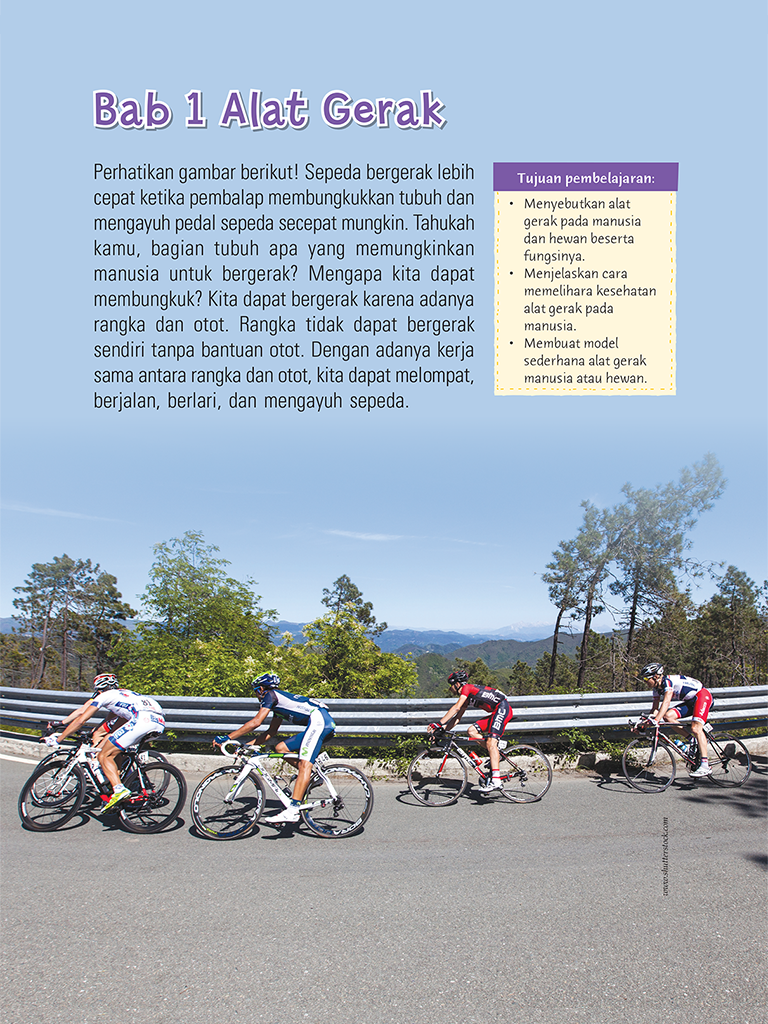 Bab 1 Alat Gerak
Perhatikan gambar berikut! Sepeda bergerak lebih
cepat ketika pembalap membungkukkan tubuh dan
mengayuh pedal sepeda secepat mungkin. Tahukah
kamu, bagian tubuh apa yang memungkinkan
manusia untuk bergerak? Mengapa kita dapat
membungkuk? Kita dapat bergerak karena adanya
rangka dan otot. Rangka tidak dapat bergerak
sendiri tanpa bantuan otot. Dengan adanya kerja
sama antara rangka dan otot, kita dapat melompat,
berjalan, berlari, dan mengayuh sepeda.
Tujuan pembelajaran:
• Menyebutkan alat
gerak pada manusia
dan hewan beserta
fungsinya.
• Menjelaskan cara
memelihara kesehatan
alat gerak pada
manusia.
• Membuat model
sederhana alat gerak
manusia atau hewan.
BMC
BMC
www.shutterstock.com